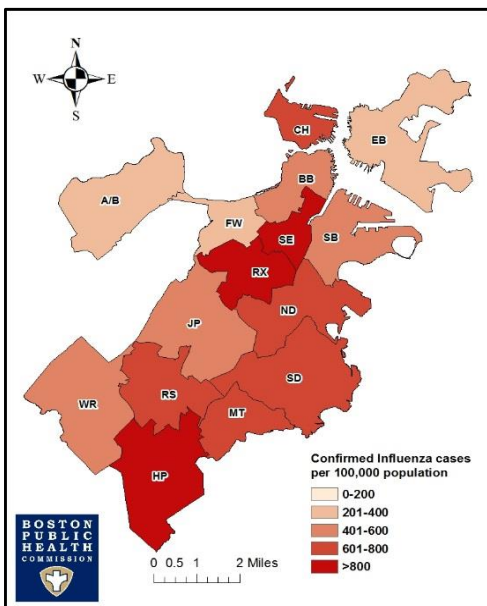 N
W E
S
CH
EB
BB
A/B
FW
SE
SB
RX
ND
JP
WR
RS
SD
MT
HP
Confirmed Influenza cases
per 100,000 population
0-200
201-400
401-600
601-800
>800
BOSTON
PUBLIC
HEALTH
COMMISSION
0 0.5 1 2 Miles